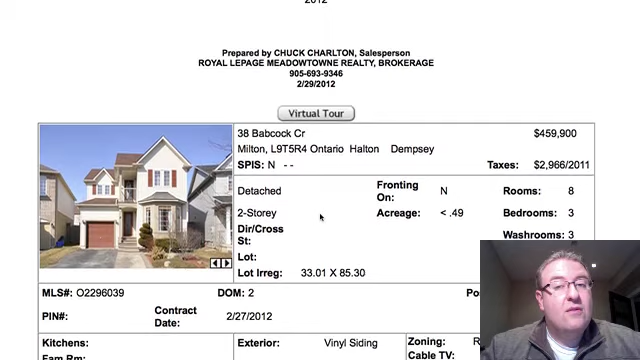 2012
Prepared by CHUCK CHARLTON, Salesperson
ROYAL LEPAGE MEADOWTOWNE REALTY, BROKERAGE
905-693-9346
2/29/2012
Virtual Tour
38 Babcock Cr $459,900
Milton, L9T5R4 Ontario Halton Dempsey
SPIS: N - - Taxes: $2,966/2011
Detached Fronting On: N Rooms: 8
2-Storey Acreage: < .49 Bedrooms: 3
Dir/Cross St: Washrooms: 3
Lot:
Lot Irreg: 33.01 X 85.30
MLS#: O2296039 DOM: 2
PIN#: Contract Date: 2/27/2012
Kitchens: Exterior: Vinyl Siding Zoning:
Fam Rm: Cable TV: